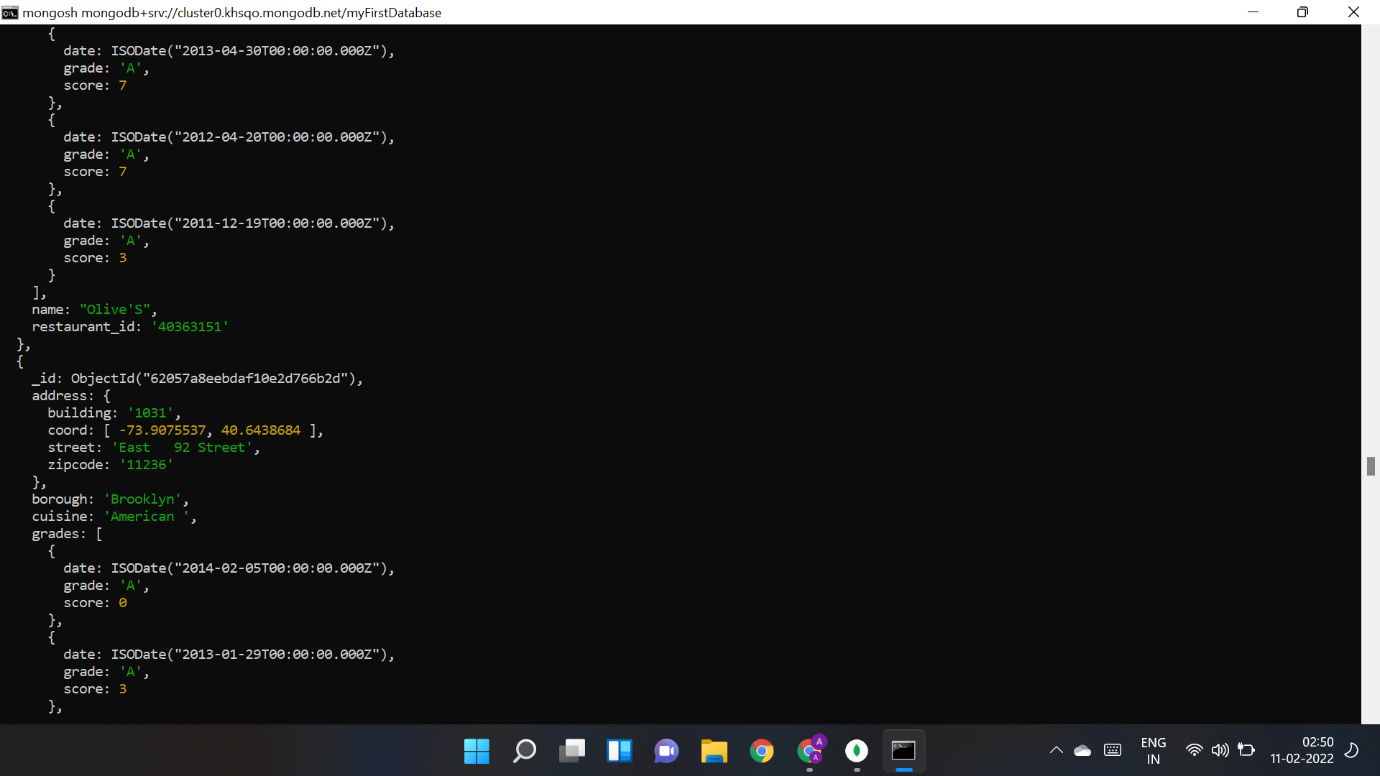 mongosh mongodb+srv://cluster0.khsqo.mongodb.net/myFirstDatabase
{
date: ISODate("2013-04-30T00:00:00.000Z"),
grade: 'A',
score: 7
},
{
date: ISODate("2012-04-20T00:00:00.000Z"),
grade: 'A',
score: 7
},
{
date: ISODate("2011-12-19T00:00:00.000Z"),
grade: 'A',
score: 3
}
],
name: "Olive'S",
restaurant_id: '40363151'
},
{
_id: ObjectId("62057a8eebdaf10e2d766b2d"),
address: {
building: '1031',
coord: [ -73.9075537, 40.6438684 ],
street: 'East   92 Street',
zipcode: '11236'
},
borough: 'Brooklyn',
cuisine: 'American ',
grades: [
{
date: ISODate("2014-02-05T00:00:00.000Z"),
grade: 'A',
score: 0
},
{
date: ISODate("2013-01-29T00:00:00.000Z"),
grade: 'A',
score: 3
},
A
A
ENG
IN
02:50
11-02-2022